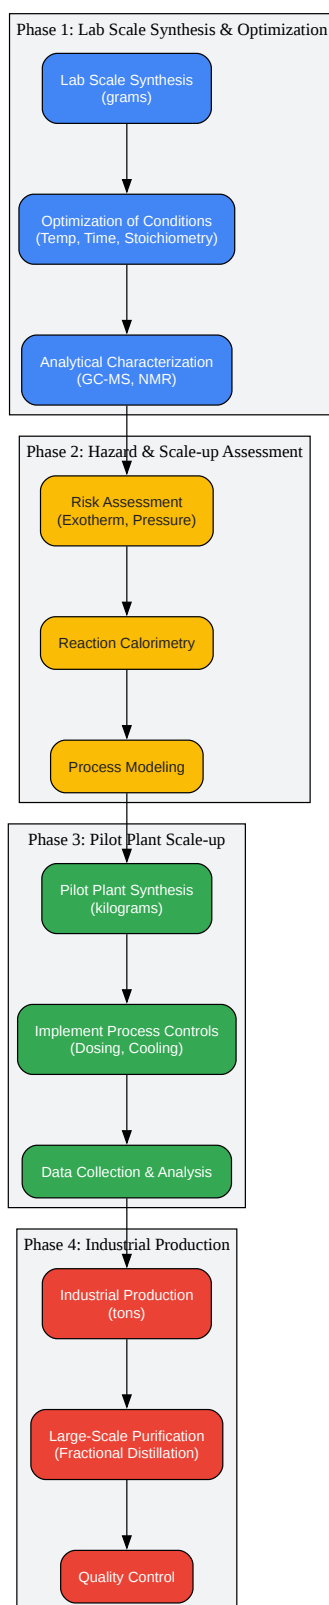 Phase 1: Lab Scale Synthesis & Optimization
Lab Scale Synthesis
(grams)
Optimization of Conditions
(Temp, Time, Stoichiometry)
Analytical Characterization
(GC-MS, NMR)
Phase 2: Hazard & Scale-up Assessment
Risk Assessment
(Exotherm, Pressure)
Reaction Calorimetry
Process Modeling
Phase 3: Pilot Plant Scale-up
Pilot Plant Synthesis
(kilograms)
Implement Process Controls
(Dosing, Cooling)
Data Collection & Analysis
Phase 4: Industrial Production
Industrial Production
(tons)
Large-Scale Purification
(Fractional Distillation)
Quality Control